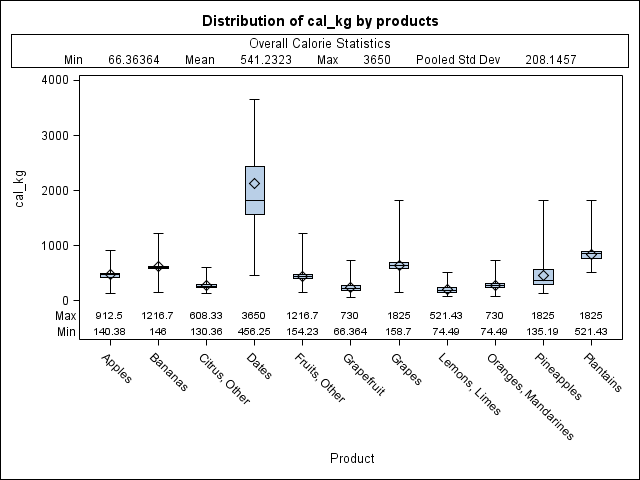 Distribution of cal_kg by products
Overall Calorie Statistics
Min 66.36364 Mean 541.2323 Max 3650 Pooled Std Dev 208.1457
4000
3000
2000
1000
0
cal_kg
Max 912.5 1216.7 608.33 3650 1216.7 730 1825 521.43 730 1825 1825
Min 140.38 146 130.36 456.25 154.23 66.364 158.7 74.49 74.49 135.19 521.43
Apples
Bananas
Citrus, Other
Dates
Fruits, Other
Grapefruit
Grapes
Lemons, Limes
Oranges, Mandarines
Pineapples
Plantains
Product